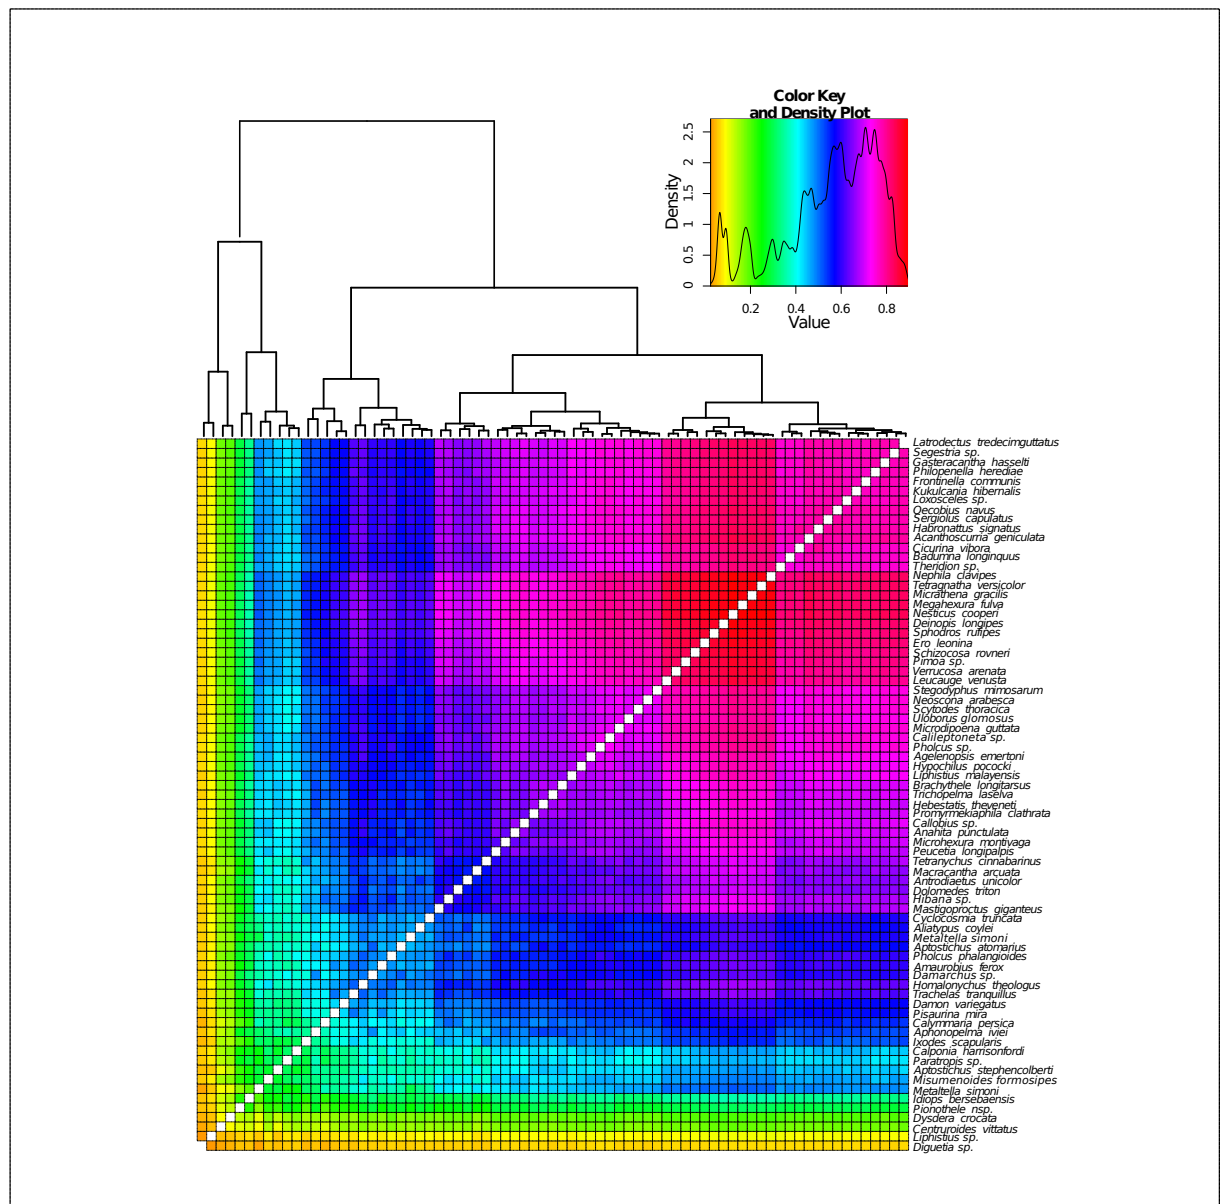 Color Key
and Density Plot
Density
0
0.5
1
1.5
2
2.5
0.2 0.4 0.6 0.8
Value
Latrodectus tredecimguttatus
Segestria sp.
Gasteracantha hasselti
Philoponella herediae
Frontinella communis
Kukulcania hibernalis
Loxosceles sp.
Oecobius navus
Sergiolus capulatus
Habronattus signatus
Acanthoscurria geniculata
Cicurina vibora
Badumna longinquus
Theridion sp.
Nephila clavipes
Tetragnatha versicolor
Micrathena gracilis
Megahexura fulva
Nesticus cooperi
Deinopis longipes
Sphodros rufipes
Ero leonina
Schizocosa rovneri
Pimoa sp.
Verrucosa arenata
Leucauge venusta
Stegodyphus mimosarum
Neoscona arabesca
Scytodes thoracica
Uloborus glomosus
Microdipoena guttata
Calileptoneta sp.
Pholcus sp.
Agelenopsis emertoni
Hypochilus pococki
Liphistius malayensis
Brachythele longitarsus
Trichopelma laselva
Hebestatis theveneti
Promyrmekiaphila clathrata
Callobius sp.
Anahita punctulata
Microhexura montivaga
Peucetia longipalpis
Tetranychus cinnabarinus
Macracantha arcuata
Antrodiaetus unicolor
Dolomedes triton
Hibana sp.
Mastigoproctus giganteus
Cyclocosmia truncata
Aliatypus coylei
Metaltella simoni
Aptostichus atomarius
Pholcus phalangioides
Amaurobius ferox
Damarchus sp.
Homalonychus theologus
Trachelas tranquillus
Damon variegatus
Pisaurina mira
Calymmaria persica
Aphonopelma iviei
Ixodes scapularis
Calponia harrisonfordi
Paratropis sp.
Aptostichus stephencolberti
Misumenoides formosipes
Metaltella simoni
Idiops bersebaensis
Pionothele nsp.
Dysdera crocata
Centruroides vittatus
Liphistius sp.
Diguetia sp.